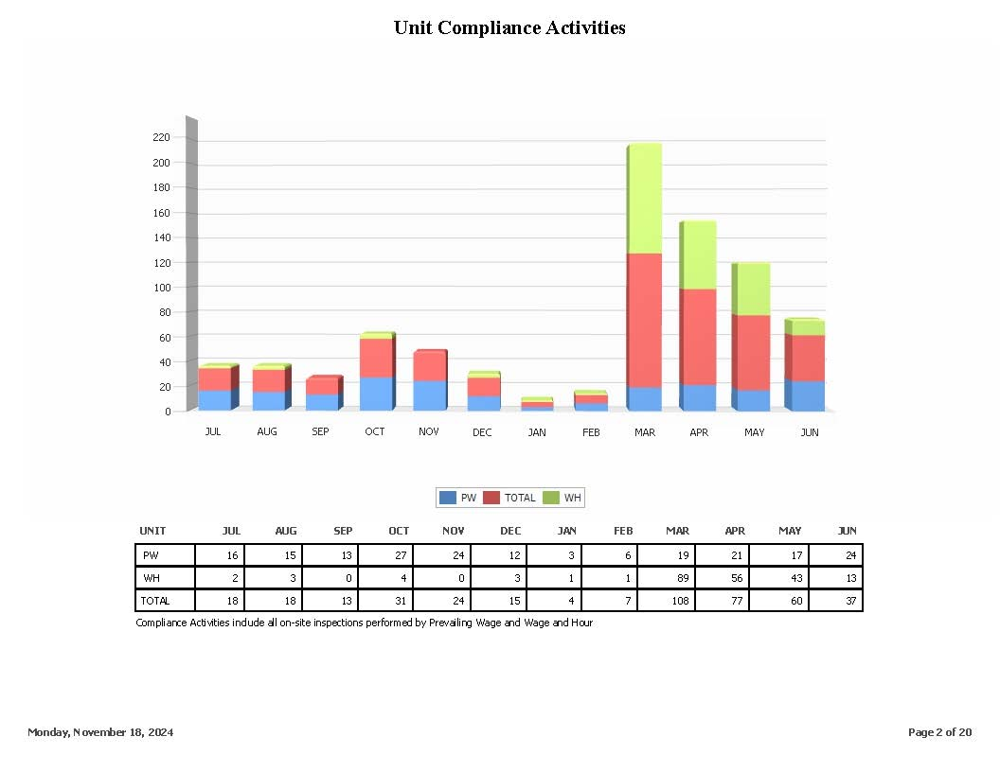 Unit Compliance Activities
220
200
180
160
140
120
100
80
60
40
20
0
JUL AUG SEP OCT NOV DEC JAN FEB MAR APR MAY JUN
PW TOTAL WH
UNIT JUL AUG SEP OCT NOV DEC JAN FEB MAR APR MAY JUN
PW 16 15 13 27 24 12 3 6 19 21 17 24
WH 2 3 0 4 0 3 1 1 89 56 43 13
TOTAL 18 18 13 31 24 15 4 7 108 77 60 37
Compliance Activities include all on-site inspections performed by Prevailing Wage and Wage and Hour
Monday, November 18, 2024 Page 2 of 20